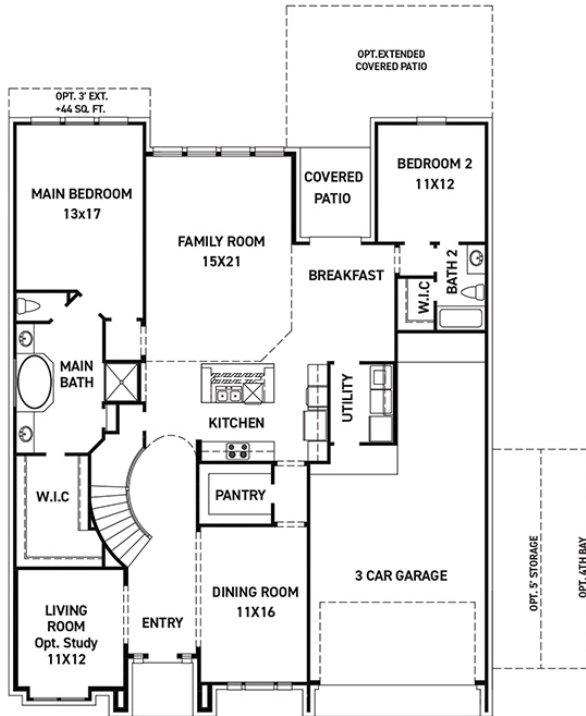 OPT.EXTENDED
COVERED PATIO
OPT. 3' EXT.
+44 SQ. FT.
MAIN BEDROOM
13x17
FAMILY ROOM
15X21
COVERED
PATIO
BEDROOM 2
11X12
BREAKFAST
W.I.C
BATH 2
MAIN
BATH
KITCHEN
UTILITY
W.I.C
PANTRY
LIVING
ROOM
Opt. Study
11X12
ENTRY
DINING ROOM
11X16
3 CAR GARAGE
OPT. 5' STORAGE
OPT. 4TH BAY